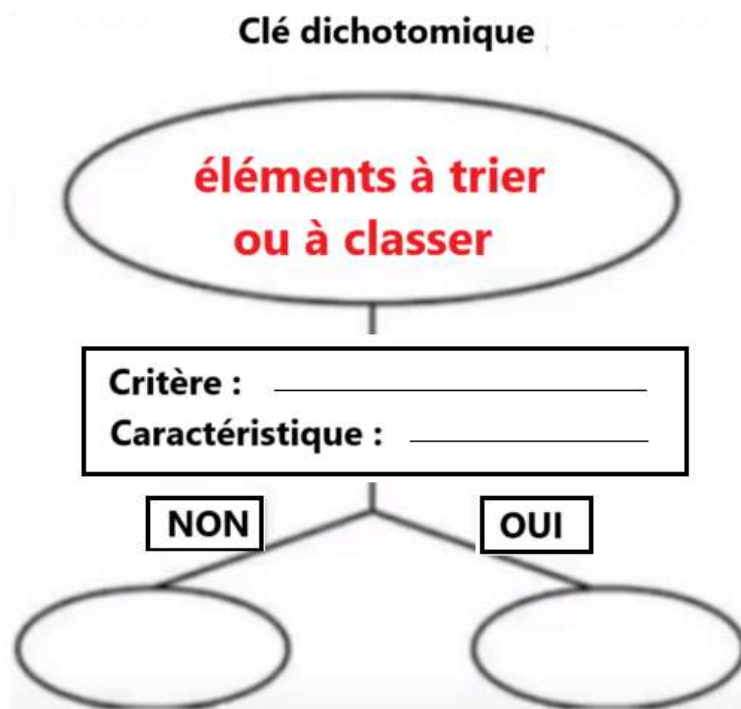 Clé dichotomique
éléments à trier
ou à classer
Critère :
Caractéristique :
NON
OUI